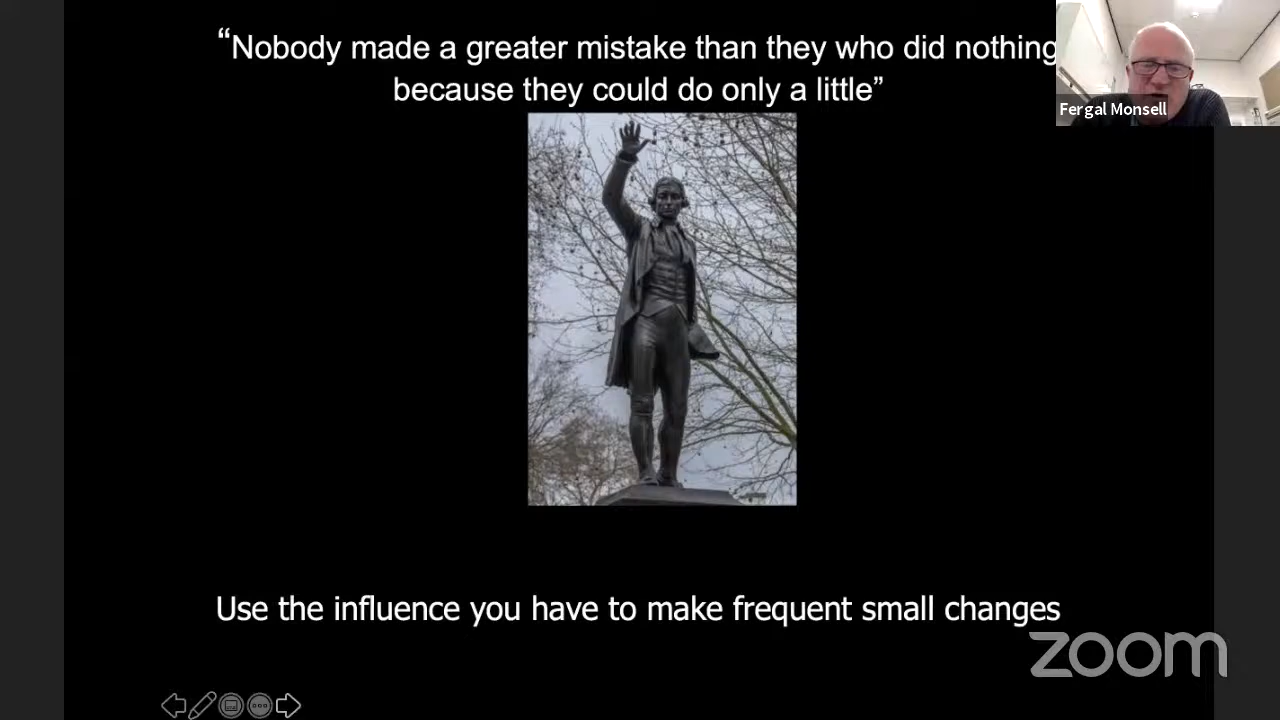 “Nobody made a greater mistake than they who did nothing
because they could do only a little”
Fergal Monsell
Use the influence you have to make frequent small changes
zoom